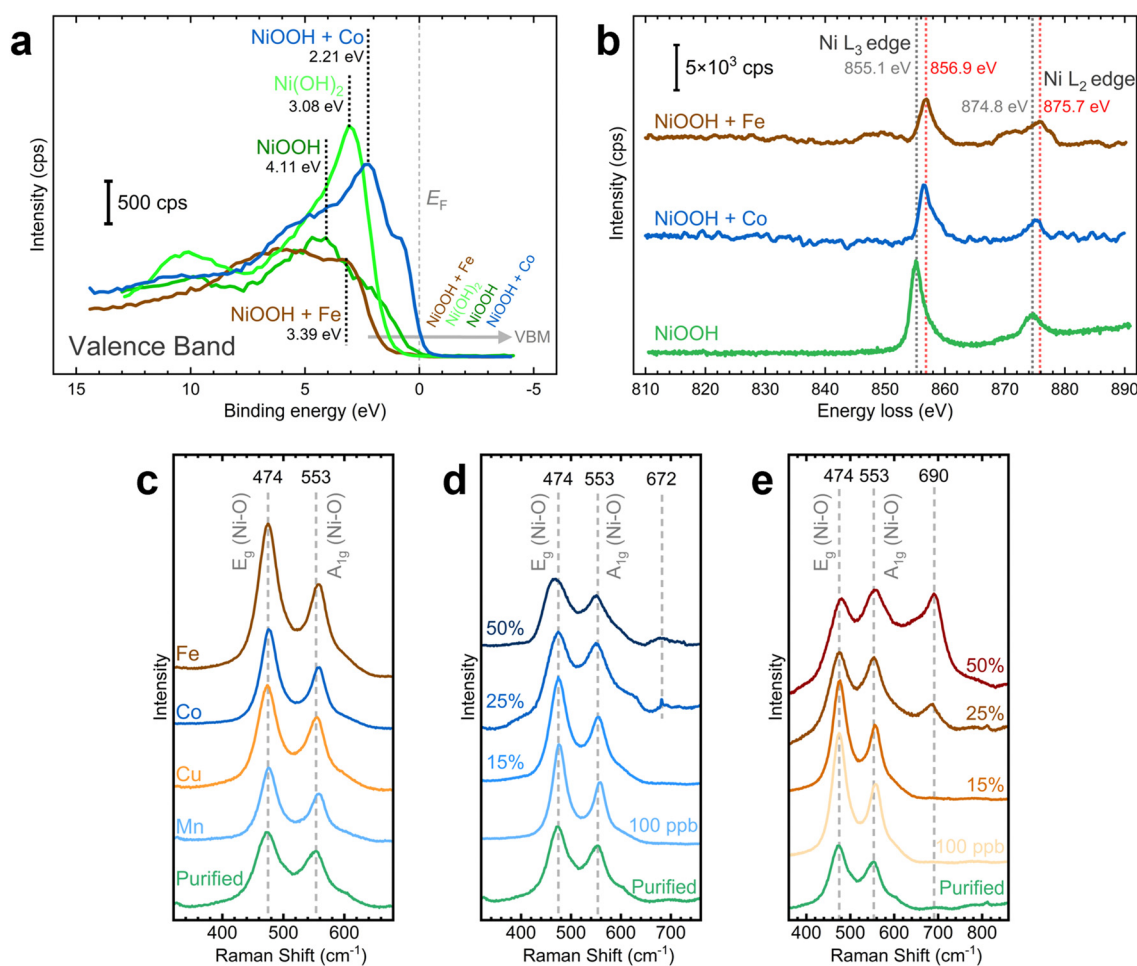 a
NiOOH + Co
2.21 eV
Ni(OH)2
3.08 eV
NiOOH
4.11 eV
500 cps
EF
NiOOH + Fe
Ni(OH)2
NiOOH
NiOOH + Co
VBM
NiOOH + Fe
3.39 eV
Valence Band
Intensity (cps)
15 10 5 0 -5
Binding energy (eV)
b
5×10³ cps
Ni L3 edge
855.1 eV
856.9 eV
Ni L2 edge
874.8 eV
875.7 eV
NiOOH + Fe
NiOOH + Co
NiOOH
Intensity (cps)
810 820 830 840 850 860 870 880 890
Energy loss (eV)
c
474 553
Eg (Ni-O)
A1g (Ni-O)
Fe
Co
Cu
Mn
Purified
Intensity
400 500 600
Raman Shift (cm⁻¹)
d
474 553 672
Eg (Ni-O)
A1g (Ni-O)
50%
25%
15%
100 ppb
Purified
Intensity
400 500 600 700
Raman Shift (cm⁻¹)
e
474 553 690
Eg (Ni-O)
A1g (Ni-O)
50%
25%
15%
100 ppb
Purified
Intensity
400 500 600 700 800
Raman Shift (cm⁻¹)